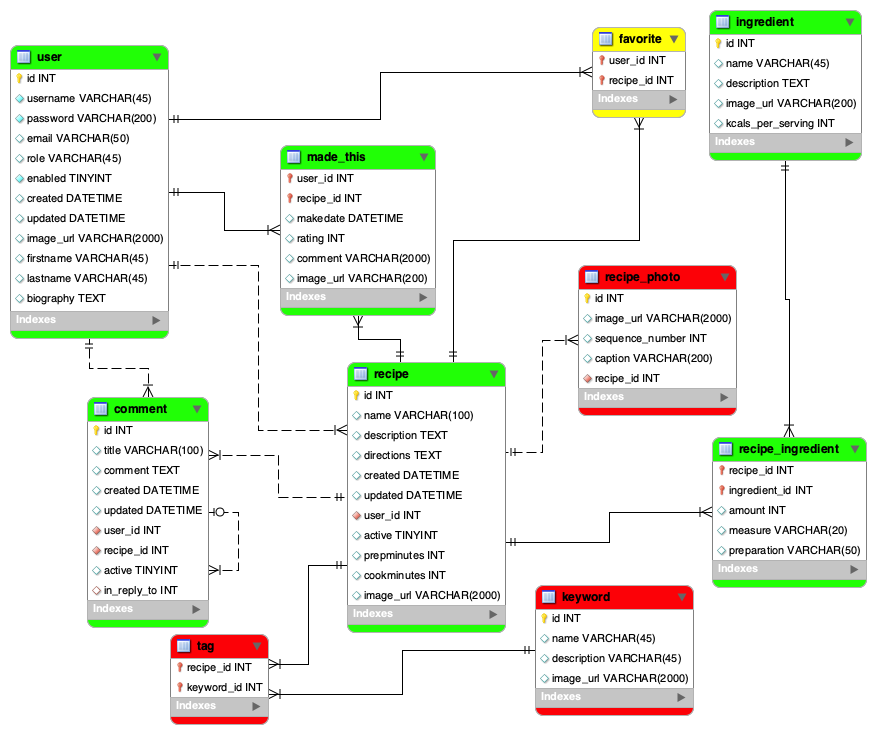 user
id INT
username VARCHAR(45)
password VARCHAR(200)
email VARCHAR(50)
role VARCHAR(45)
enabled TINYINT
created DATETIME
updated DATETIME
image_url VARCHAR(2000)
firstname VARCHAR(45)
lastname VARCHAR(45)
biography TEXT
Indexes
made_this
user_id INT
recipe_id INT
makedate DATETIME
rating INT
comment VARCHAR(2000)
image_url VARCHAR(200)
Indexes
favorite
user_id INT
recipe_id INT
Indexes
ingredient
id INT
name VARCHAR(45)
description TEXT
image_url VARCHAR(200)
kcals_per_serving INT
Indexes
recipe_photo
id INT
image_url VARCHAR(2000)
sequence_number INT
caption VARCHAR(200)
recipe_id INT
Indexes
comment
id INT
title VARCHAR(100)
comment TEXT
created DATETIME
updated DATETIME
user_id INT
recipe_id INT
active TINYINT
in_reply_to INT
Indexes
recipe
id INT
name VARCHAR(100)
description TEXT
directions TEXT
created DATETIME
updated DATETIME
user_id INT
active TINYINT
prepminutes INT
cookminutes INT
image_url VARCHAR(2000)
Indexes
recipe_ingredient
recipe_id INT
ingredient_id INT
amount INT
measure VARCHAR(20)
preparation VARCHAR(50)
Indexes
tag
recipe_id INT
keyword_id INT
Indexes
keyword
id INT
name VARCHAR(45)
description VARCHAR(45)
image_url VARCHAR(2000)
Indexes